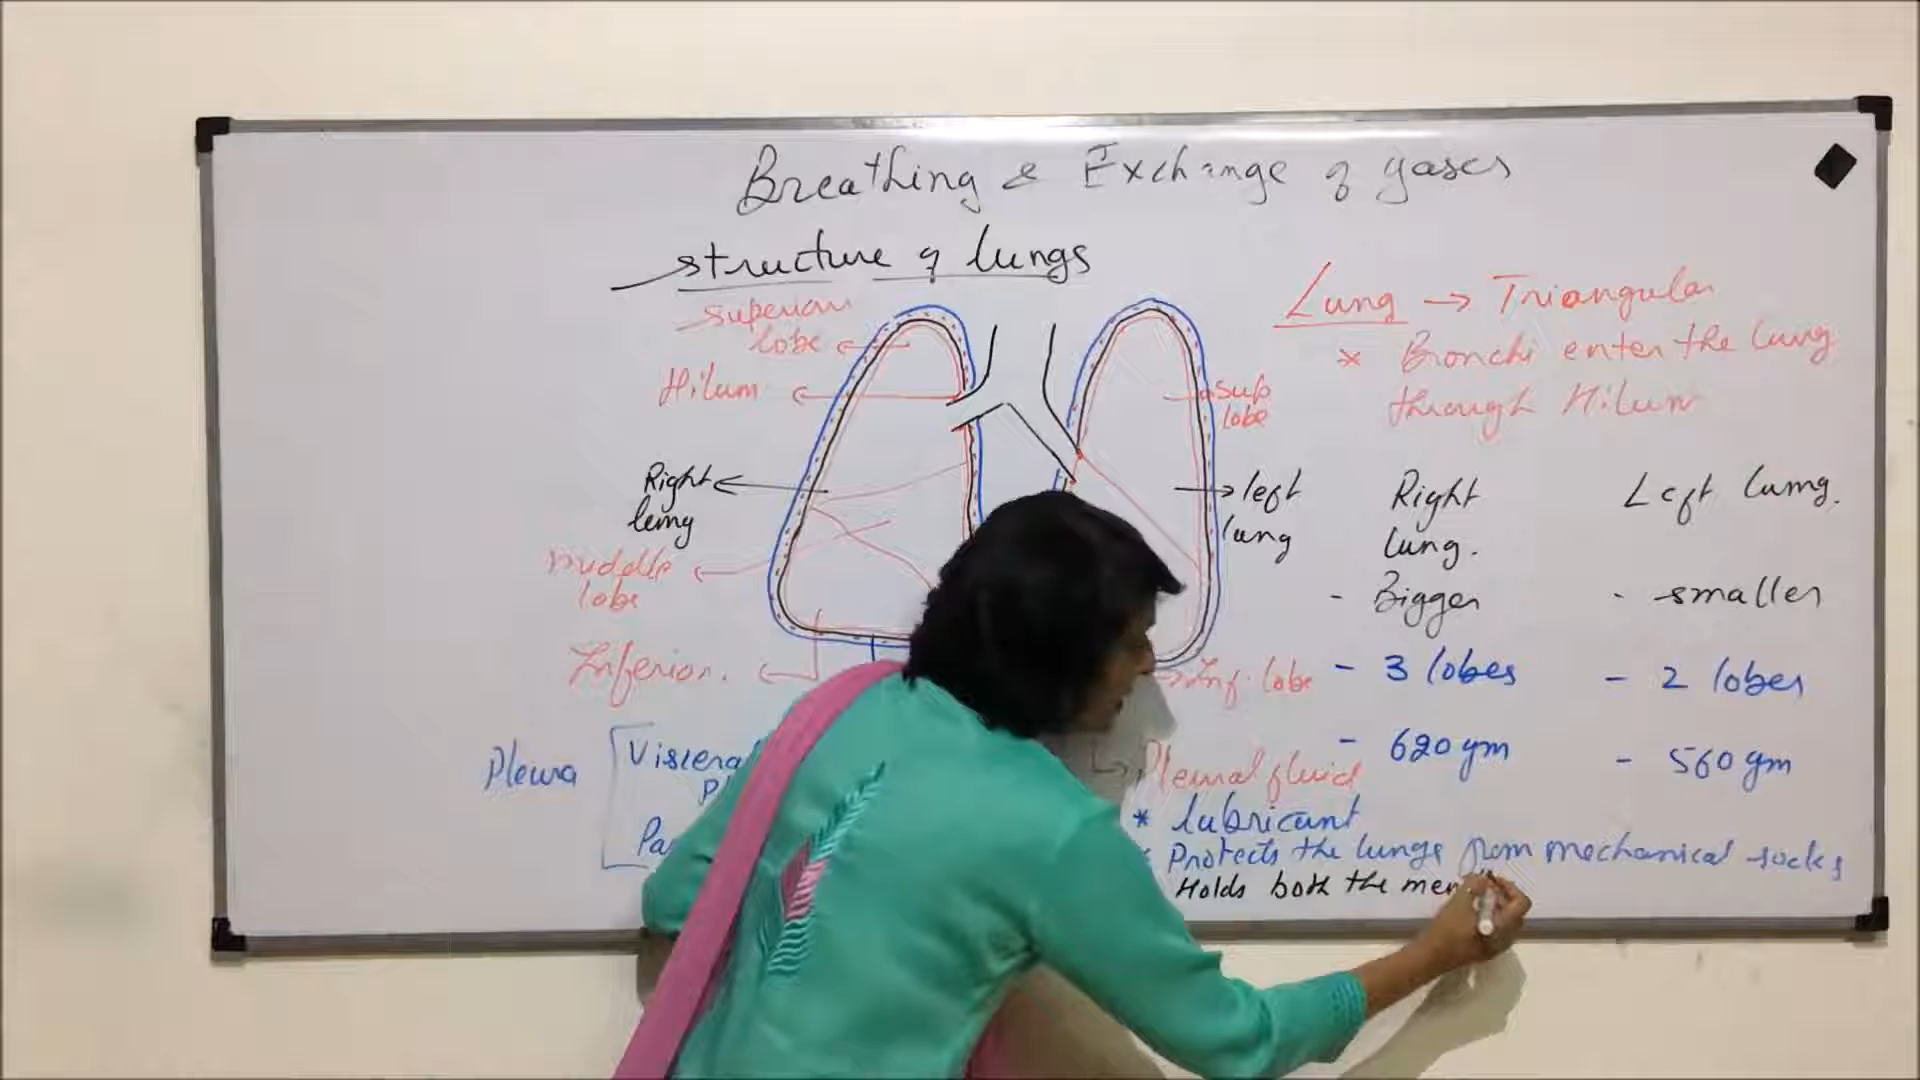 Breathing & Exchange of gases
structure of lungs
superior
lobe
Hilum
Right
lung
middle
lobe
Inferior.
Pleura
Viscera
sup
lobe
left
lung
Inf. lobe
Lung → Triangular
* Bronchi enter the lung
through Hilum
Right
lung.
Left lung.
- Bigger
- smaller
- 3 lobes
- 2 lobes
- 620 gm
- 560 gm
Pleural fluid
* lubricant
* Protects the lungs from mechanical socks
Holds both the mem